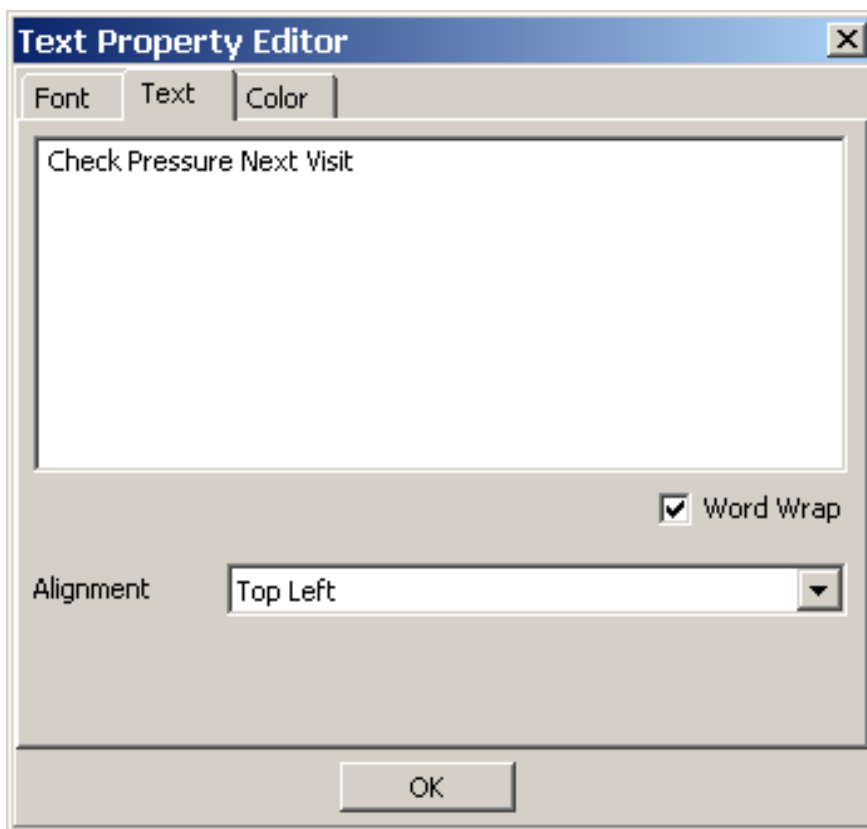 Text Property Editor
Font Text Color
Check Pressure Next Visit
Word Wrap
Alignment Top Left
OK